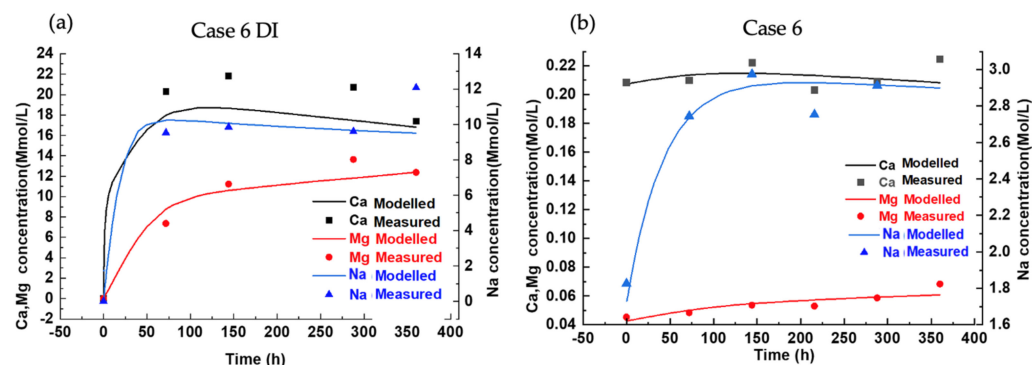 (a)
Case 6 DI
Ca,Mg concentration(Mmol/L)
24
22
20
18
16
14
12
10
8
6
4
2
0
-2
14
12
10
8
6
4
2
0
Na concentration(Mmol/L)
Ca Modelled
Ca Measured
Mg Modelled
Mg Measured
Na Modelled
Na Measured
-50 0 50 100 150 200 250 300 350 400
Time (h)
(b)
Case 6
Ca,Mg concentration(Mol/L)
0.22
0.20
0.18
0.16
0.14
0.12
0.10
0.08
0.06
0.04
3.0
2.8
2.6
2.4
2.2
2.0
1.8
1.6
Na concentration(Mol/L)
Ca Modelled
Ca Measured
Mg Modelled
Mg Measured
Na Modelled
Na Measured
-50 0 50 100 150 200 250 300 350 400
Time (h)